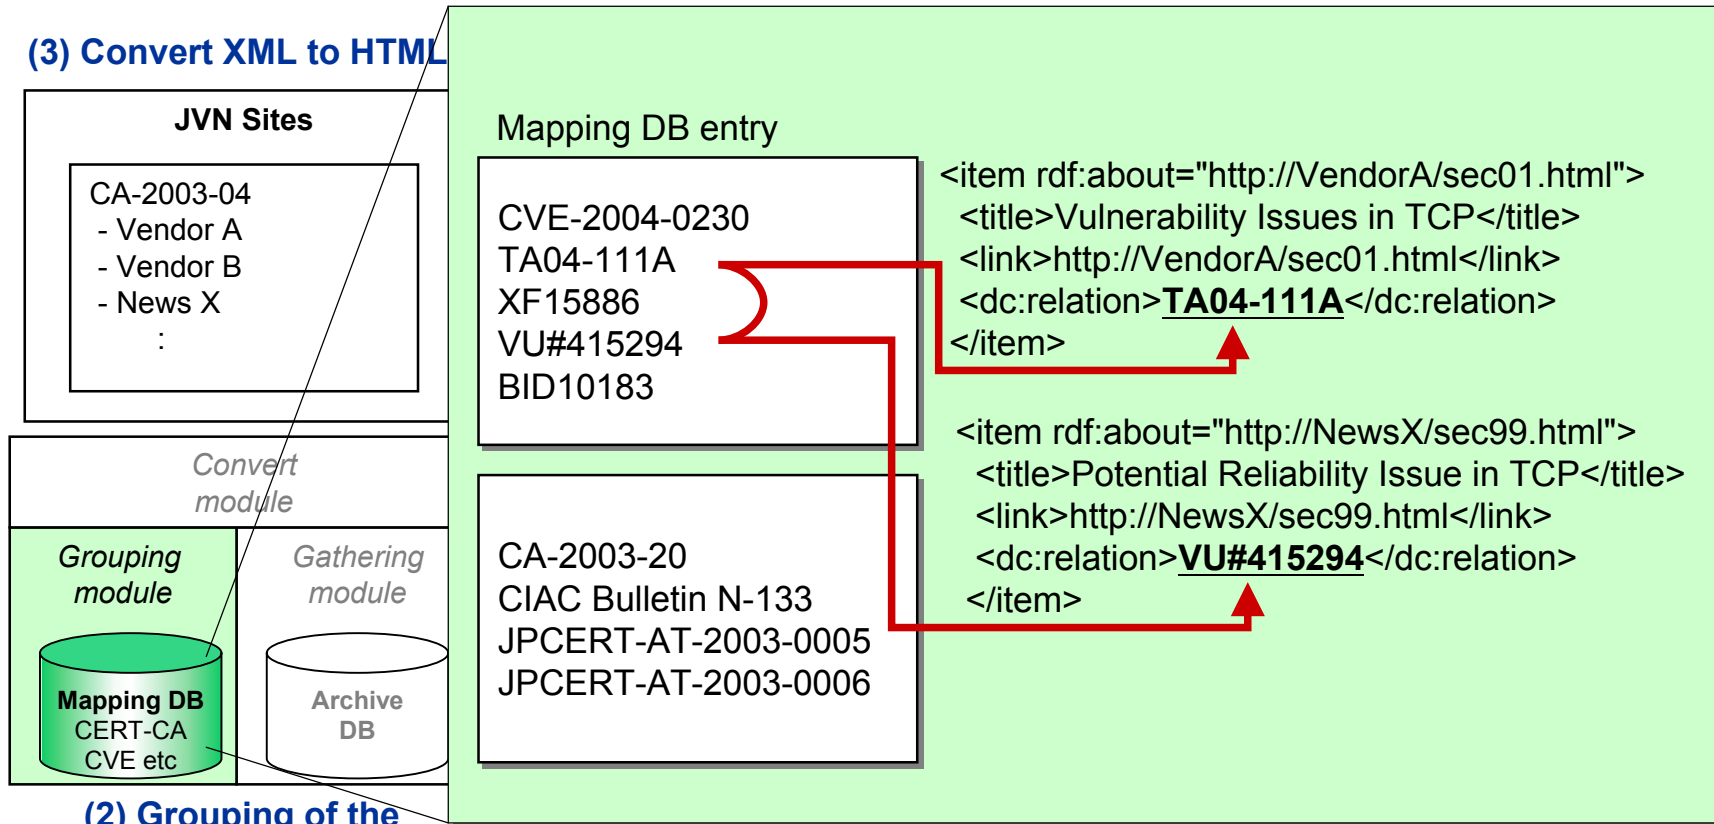 (3) Convert XML to HTML
JVN Sites
CA-2003-04
- Vendor A
- Vendor B
- News X
:
Convert
module
Grouping
module
Gathering
module
Mapping DB
CERT-CA
CVE etc
Archive
DB
(2) Grouping of the
Mapping DB entry
CVE-2004-0230
TA04-111A
XF15886
VU#415294
BID10183
CA-2003-20
CIAC Bulletin N-133
JPCERT-AT-2003-0005
JPCERT-AT-2003-0006
<item rdf:about="http://VendorA/sec01.html">
<title>Vulnerability Issues in TCP</title>
<link>http://VendorA/sec01.html</link>
<dc:relation>TA04-111A</dc:relation>
</item>
<item rdf:about="http://NewsX/sec99.html">
<title>Potential Reliability Issue in TCP</title>
<link>http://NewsX/sec99.html</link>
<dc:relation>VU#415294</dc:relation>
</item>